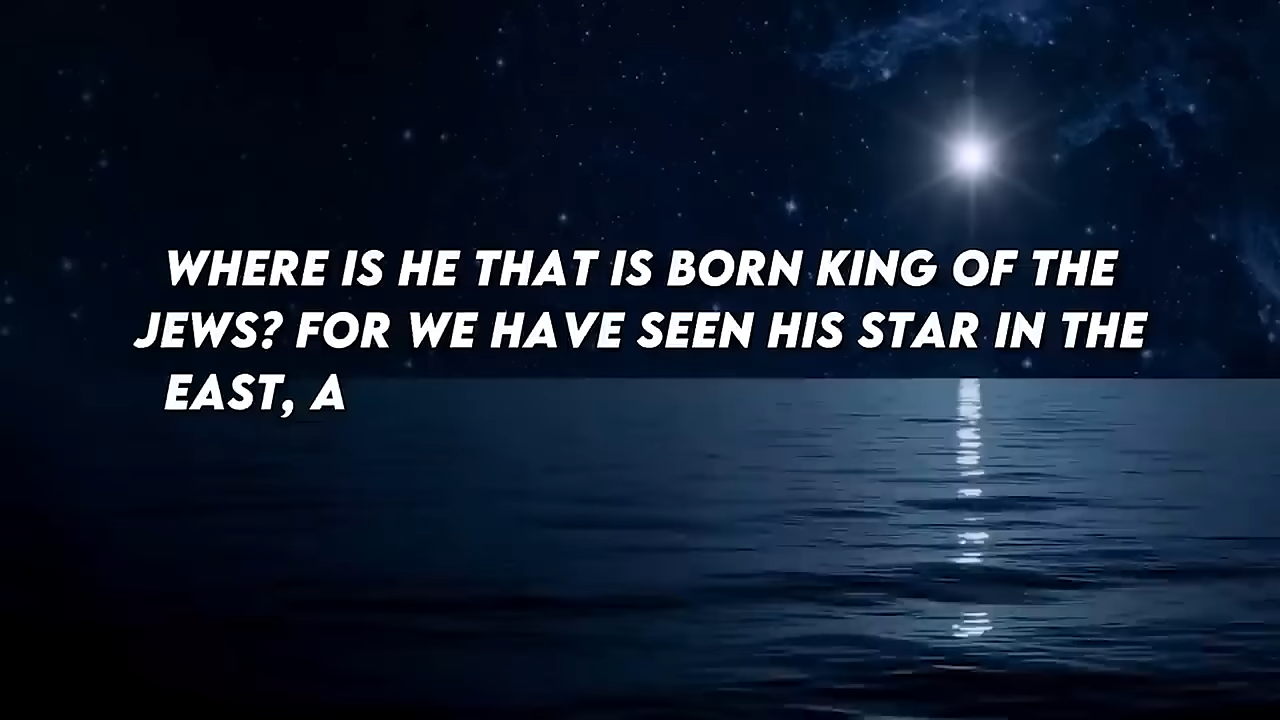 WHERE IS HE THAT IS BORN KING OF THE
JEWS? FOR WE HAVE SEEN HIS STAR IN THE
EAST, A